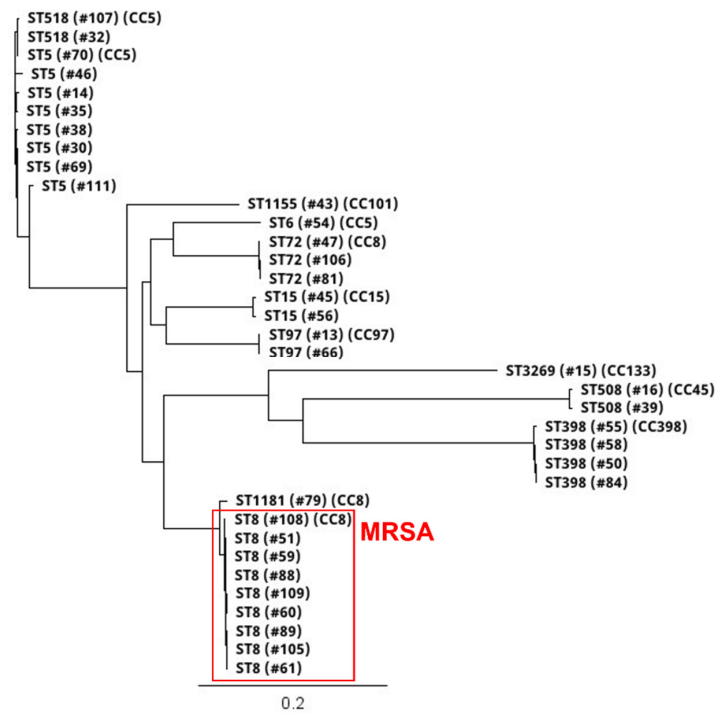 ST518 (#107) (CC5)
ST518 (#32)
ST5 (#70) (CC5)
ST5 (#46)
ST5 (#14)
ST5 (#35)
ST5 (#38)
ST5 (#30)
ST5 (#69)
ST5 (#111)
ST1155 (#43) (CC101)
ST6 (#54) (CC5)
ST72 (#47) (CC8)
ST72 (#106)
ST72 (#81)
ST15 (#45) (CC15)
ST15 (#56)
ST97 (#13) (CC97)
ST97 (#66)
ST3269 (#15) (CC133)
ST508 (#16) (CC45)
ST508 (#39)
ST398 (#55) (CC398)
ST398 (#58)
ST398 (#50)
ST398 (#84)
ST1181 (#79) (CC8)
ST8 (#108) (CC8)
MRSA
ST8 (#51)
ST8 (#59)
ST8 (#88)
ST8 (#109)
ST8 (#60)
ST8 (#89)
ST8 (#105)
ST8 (#61)
0.2